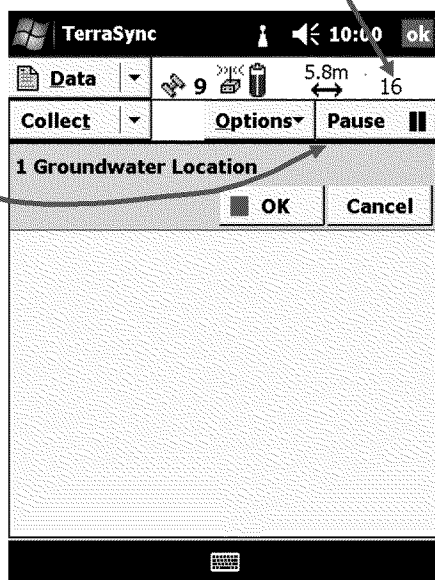 TerraSync 10:00 ok
Data 9 5.8m 16
Collect Options Pause
1 Groundwater Location
OK Cancel